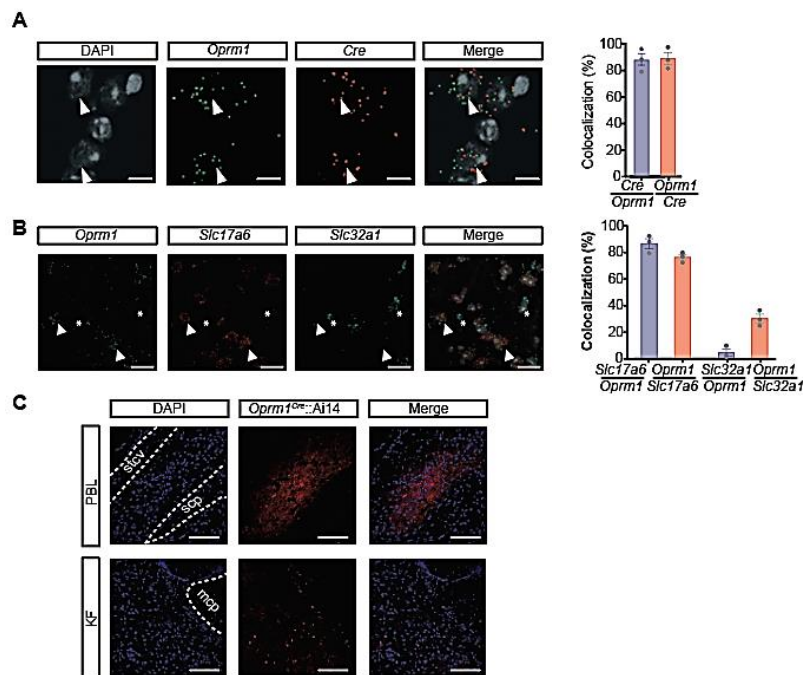 A
DAPI
Oprm1
Cre
Merge
Colocalization (%)
100
80
60
40
20
0
Cre
Oprm1
Oprm1
Cre
B
Oprm1
Slc17a6
Slc32a1
Merge
*
*
*
*
*
*
*
*
Colocalization (%)
100
80
60
40
20
0
Slc17a6 Oprm1 Slc32a1 Oprm1
Oprm1 Slc17a6 Oprm1 Slc32a1
C
DAPI
Oprm1Cre::Ai14
Merge
PBL
stcv
scp
KF
mcp